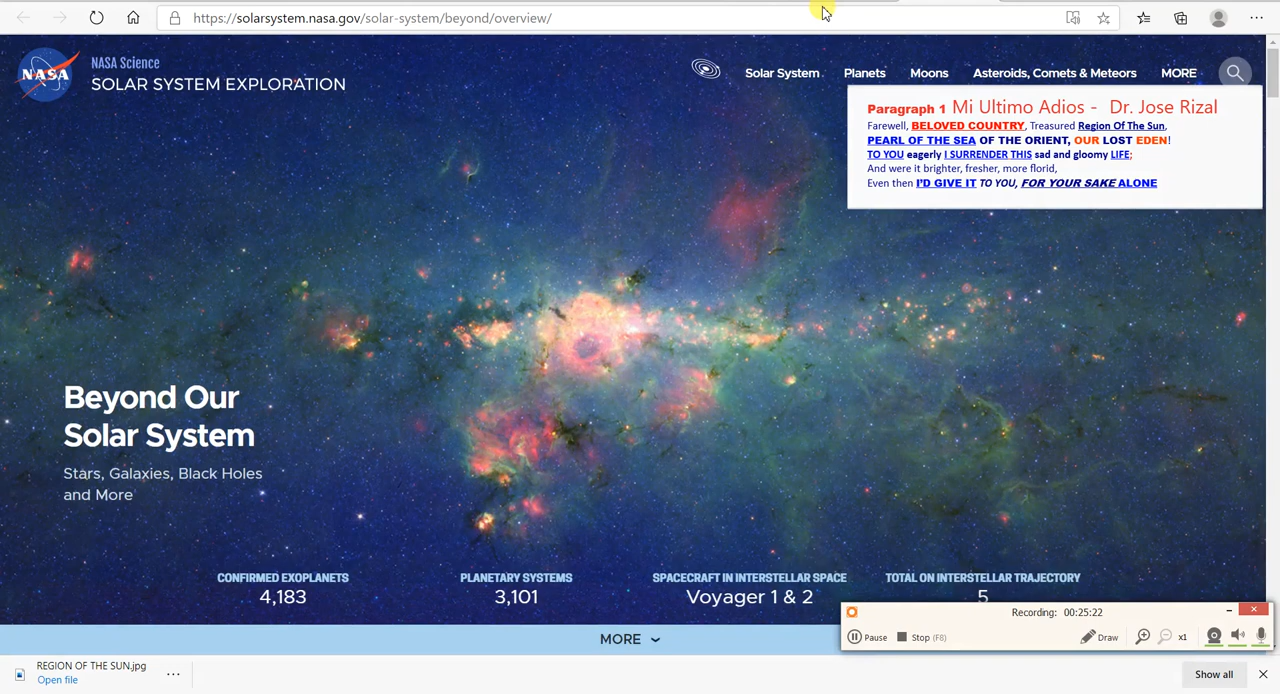 https://solarsystem.nasa.gov/solar-system/beyond/overview/
NASA
NASA Science
SOLAR SYSTEM EXPLORATION
Solar System
Planets
Moons
Asteroids, Comets & Meteors
MORE
Paragraph 1 Mi Ultimo Adios - Dr. Jose Rizal
Farewell, BELOVED COUNTRY, Treasured Region Of The Sun,
PEARL OF THE SEA OF THE ORIENT, OUR LOST EDEN!
TO YOU eagerly I SURRENDER THIS sad and gloomy LIFE;
And were it brighter, fresher, more florid,
Even then I'D GIVE IT TO YOU, FOR YOUR SAKE ALONE
Beyond Our
Solar System
Stars, Galaxies, Black Holes
and More
CONFIRMED EXOPLANETS
4,183
PLANETARY SYSTEMS
3,101
SPACECRAFT IN INTERSTELLAR SPACE
Voyager 1 & 2
TOTAL ON INTERSTELLAR TRAJECTORY
5
Recording: 00:25:22
Pause
Stop (F8)
Draw
x1
MORE
REGION OF THE SUN.jpg
Open file
Show all